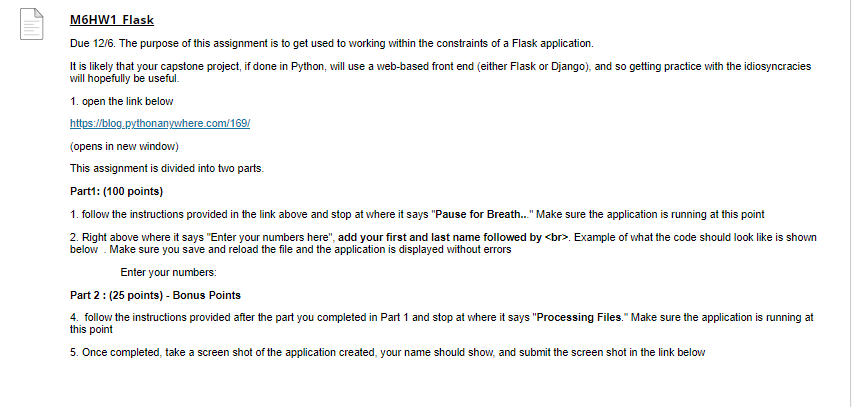 M6HW1 Flask
Due 12/6. The purpose of this assignment is to get used to working within the constraints of a Flask application.
It is likely that your capstone project, if done in Python, will use a web-based front end (either Flask or Django), and so getting practice with the idiosyncracies
will hopefully be useful.
1. open the link below
https://blog.pythonanywhere.com/169/
(opens in new window)
This assignment is divided into two parts.
Part1: (100 points)
1. follow the instructions provided in the link above and stop at where it says "Pause for Breath..." Make sure the application is running at this point
2. Right above where it says "Enter your numbers here", add your first and last name followed by <br>. Example of what the code should look like is shown
below . Make sure you save and reload the file and the application is displayed without errors
Enter your numbers:
Part 2 : (25 points) - Bonus Points
4. follow the instructions provided after the part you completed in Part 1 and stop at where it says "Processing Files." Make sure the application is running at
this point
5. Once completed, take a screen shot of the application created, your name should show, and submit the screen shot in the link below